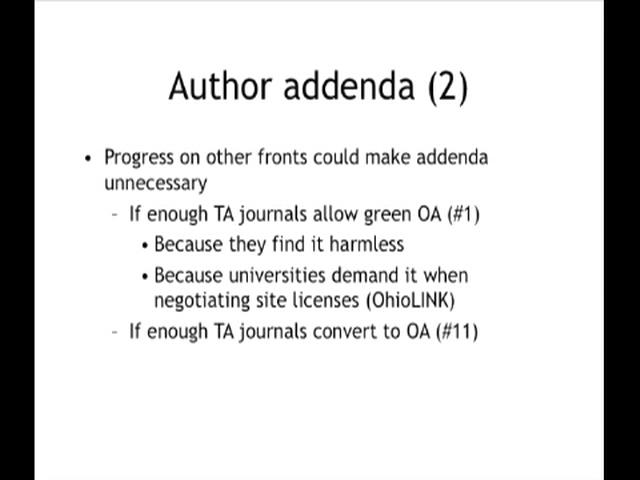 Author addenda (2)
• Progress on other fronts could make addenda
unnecessary
- If enough TA journals allow green OA (#1)
• Because they find it harmless
• Because universities demand it when
negotiating site licenses (OhioLINK)
- If enough TA journals convert to OA (#11)